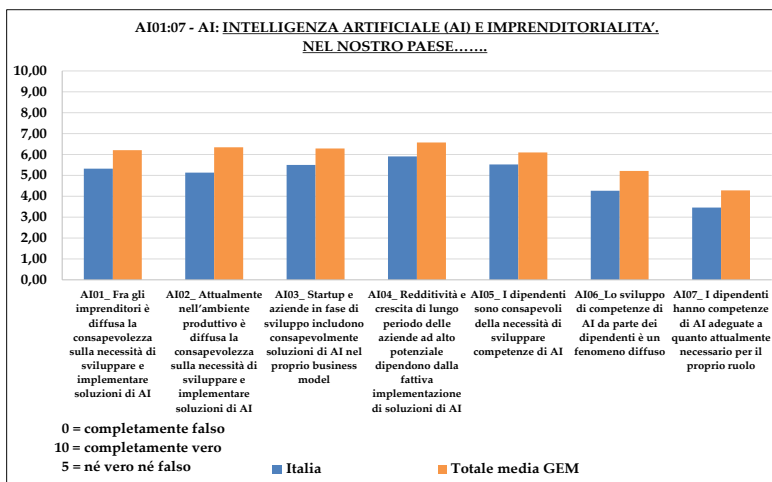 AI01:07 - AI: INTELLIGENZA ARTIFICIALE (AI) E IMPRENDITORIALITA’.
NEL NOSTRO PAESE…….
10,00
9,00
8,00
7,00
6,00
5,00
4,00
3,00
2,00
1,00
0,00
AI01_ Fra gli
imprenditori è
diffusa la
consapevolezza
sulla necessità di
sviluppare e
implementare
soluzioni di AI
AI02_ Attualmente
nell’ambiente
produttivo è
diffusa la
consapevolezza
sulla necessità di
sviluppare e
implementare
soluzioni di AI
AI03_ Startup e
aziende in fase di
sviluppo includono
consapevolmente
soluzioni di AI nel
proprio business
model
AI04_ Redditività e
crescita di lungo
periodo delle
aziende ad alto
potenziale
dipendono dalla
fattiva
implementazione
di soluzioni di AI
AI05_ I dipendenti
sono consapevoli
della necessità di
sviluppare
competenze di AI
AI06_Lo sviluppo
di competenze di
AI da parte dei
dipendenti è un
fenomeno diffuso
AI07_ I dipendenti
hanno competenze
di AI adeguate a
quanto attualmente
necessario per il
proprio ruolo
0 = completamente falso
10 = completamente vero
5 = né vero né falso
Italia
Totale media GEM